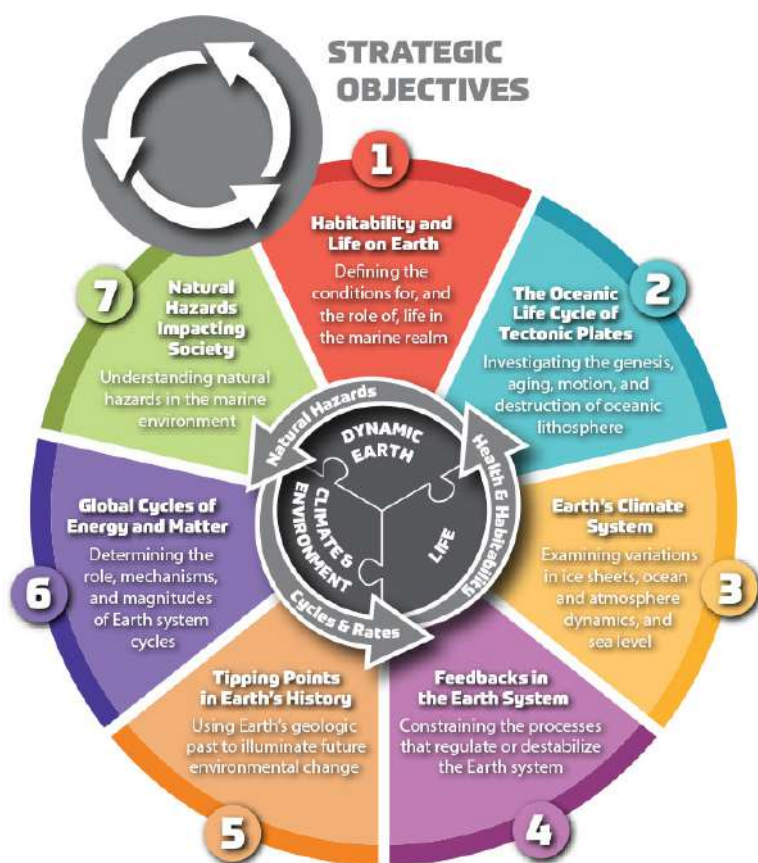 STRATEGIC
OBJECTIVES
1
Habitability and
Life on Earth
Defining the
conditions for, and
the role of, life in
the marine realm
2
The Oceanic
Life Cycle of
Tectonic Plates
Investigating the genesis,
aging, motion, and
destruction of oceanic
lithosphere
3
Earth's Climate
System
Examining variations
in ice sheets, ocean
and atmosphere
dynamics, and
sea level
4
Feedbacks in
the Earth System
Constraining the processes
that regulate or destabilize
the Earth system
5
Tipping Points
in Earth's History
Using Earth's geologic
past to illuminate future
environmental change
6
Global Cycles of
Energy and Matter
Determining the
role, mechanisms,
and magnitudes
of Earth system
cycles
7
Natural
Hazards
Impacting
Society
Understanding natural
hazards in the marine
environment
Natural Hazards
Health & Habitability
Cycles & Rates
DYNAMIC
EARTH
CLIMATE &
ENVIRONMENT
LIFE